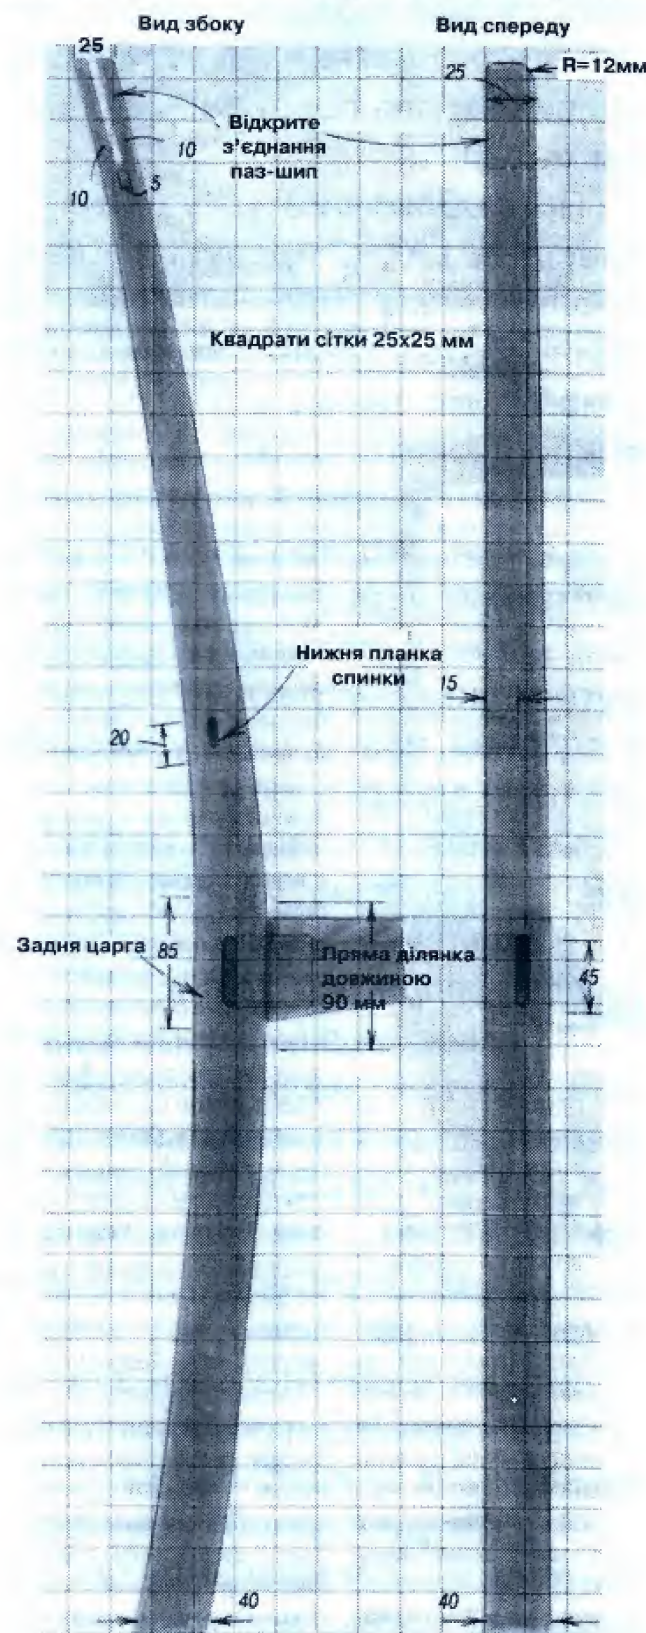 Вид збоку
Вид спереду
25
R=12мм
25
Відкрите
з'єднання
паз-шип
10
10
5
Квадрати сітки 25х25 мм
Нижня планка
спинки
15
20
Задня царга
85
Пряма ділянка
довжиною
90 мм
45
40
40